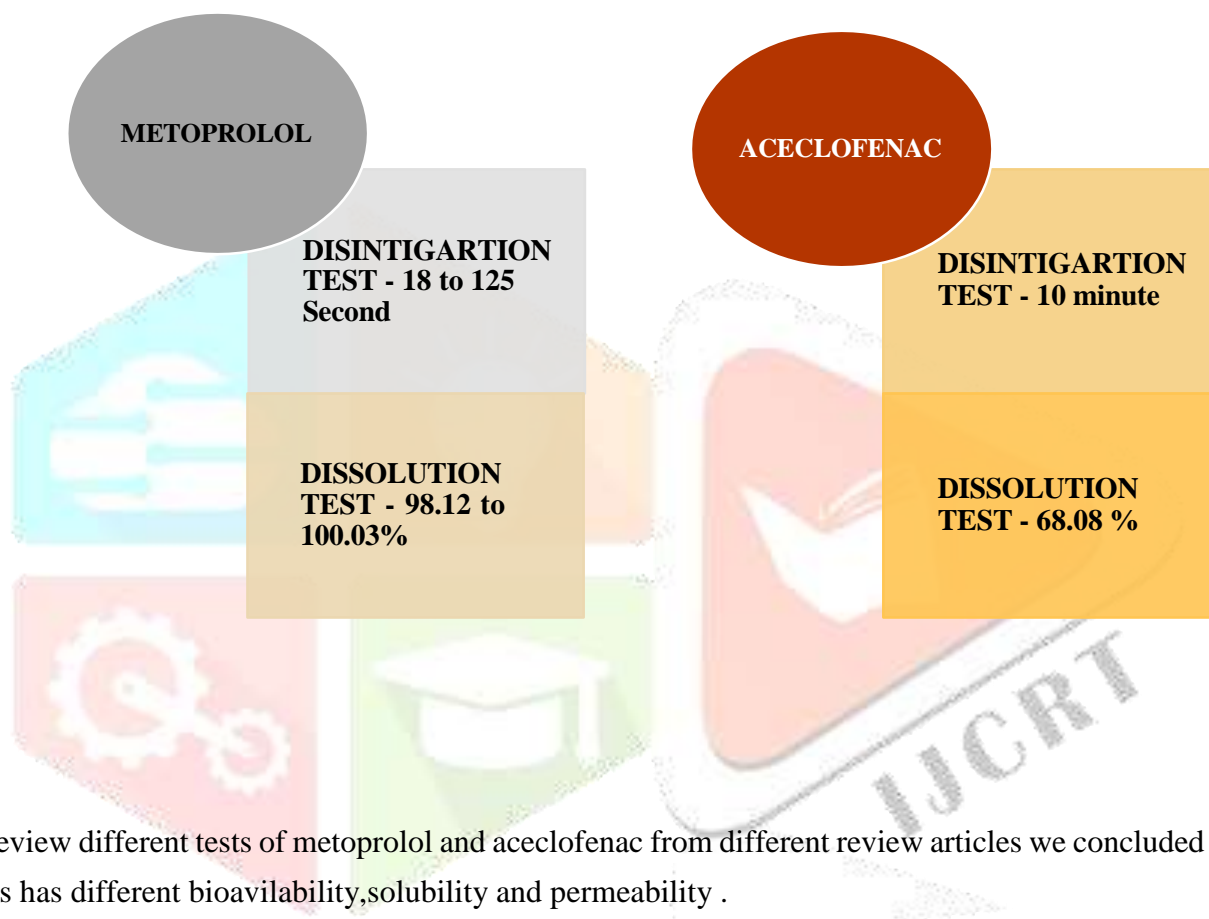 METOPROLOL
DISINTIGARTION
TEST - 18 to 125
Second
DISSOLUTION
TEST - 98.12 to
100.03%
ACECLOFENAC
DISINTIGARTION
TEST - 10 minute
DISSOLUTION
TEST - 68.08 %
IJCRT
eview different tests of metoprolol and aceclofenac from different review articles we concluded
s has different bioavilability,solubility and permeability .